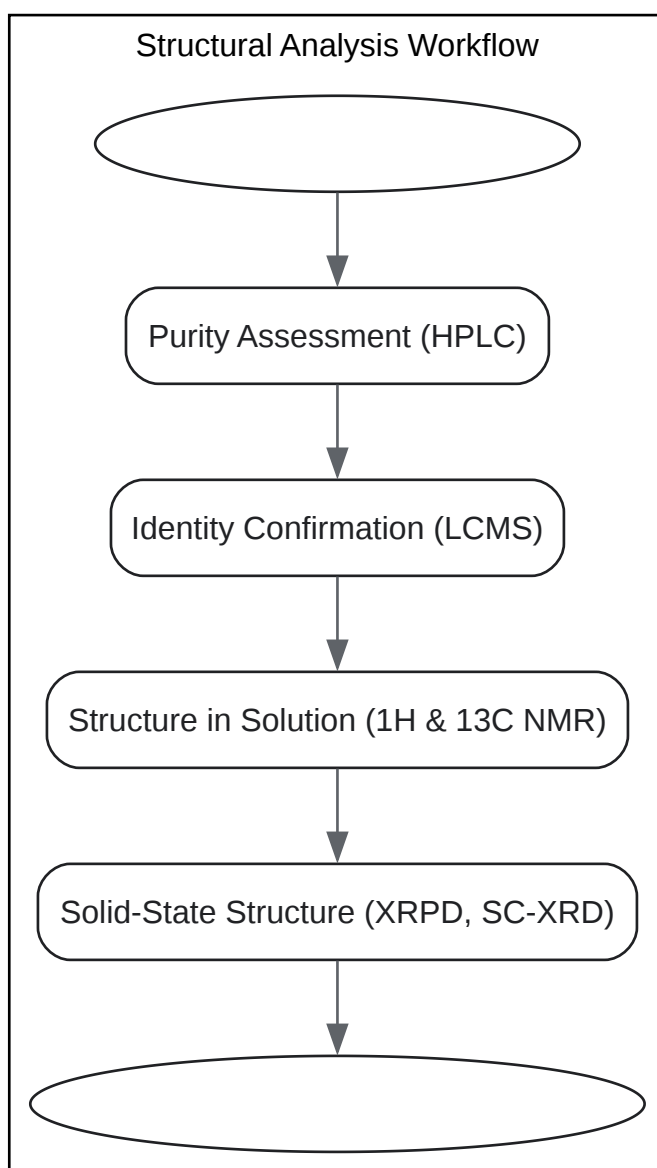 Structural Analysis Workflow
Purity Assessment (HPLC)
Identity Confirmation (LCMS)
Structure in Solution (1H & 13C NMR)
Solid-State Structure (XRPD, SC-XRD)